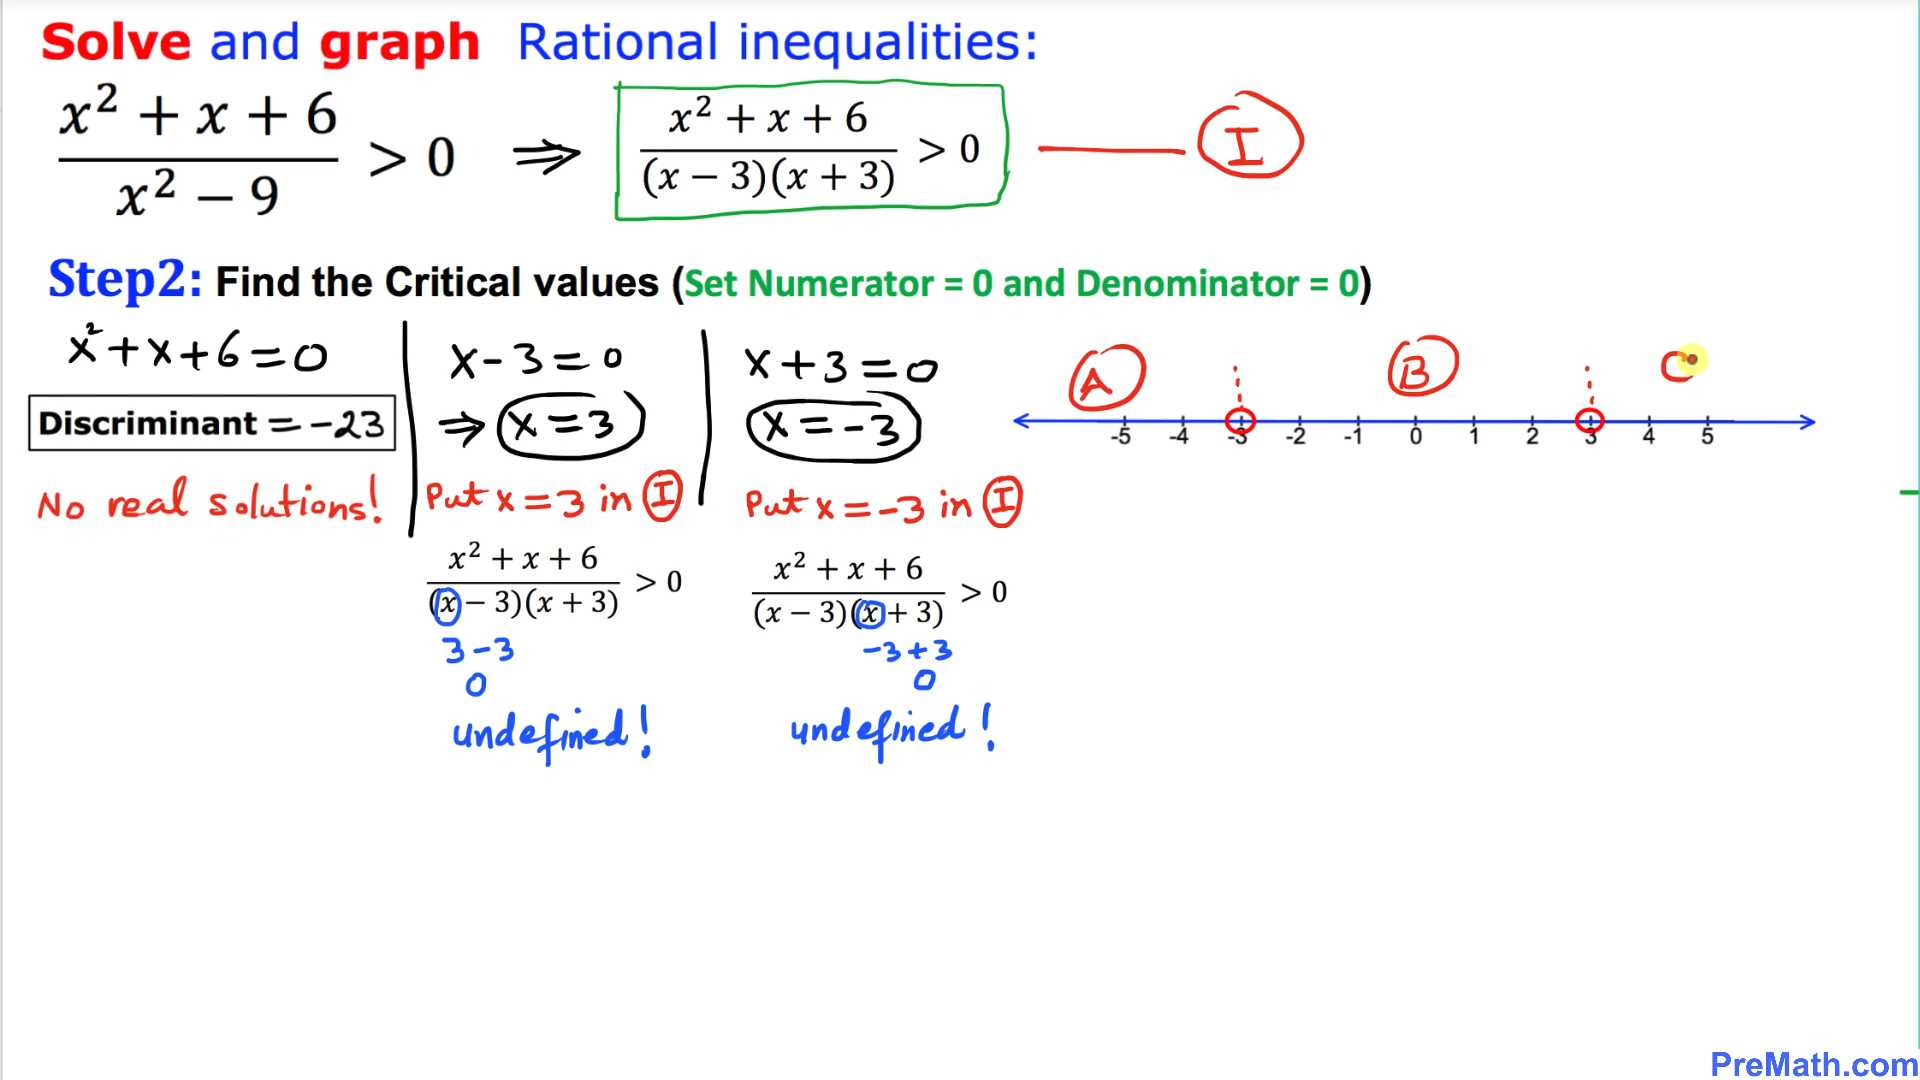 Solve and graph Rational inequalities:
x² + x + 6 / x² − 9 > 0 ⇒ x² + x + 6 / (x − 3)(x + 3) > 0 — I
Step2: Find the Critical values (Set Numerator = 0 and Denominator = 0)
x² + x + 6 = 0
Discriminant = -23
No real solutions!
x - 3 = 0
⇒ x = 3
Put x = 3 in I
x² + x + 6 / (x − 3)(x + 3) > 0
3 - 3
0
undefined!
x + 3 = 0
x = -3
Put x = -3 in I
x² + x + 6 / (x − 3)(x + 3) > 0
-3 + 3
0
undefined!
A B C
-5 -4 -3 -2 -1 0 1 2 3 4 5
PreMath.com